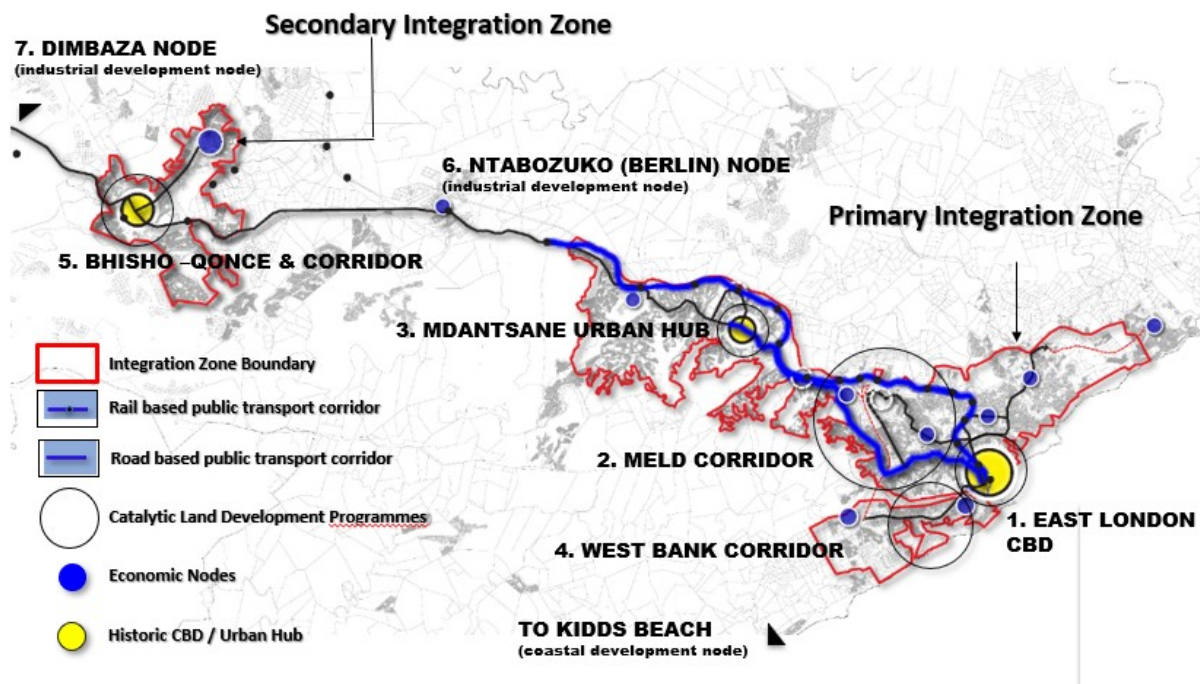 Secondary Integration Zone
7. DIMBAZA NODE
(industrial development node)
6. NTABOZUKO (BERLIN) NODE
(industrial development node)
Primary Integration Zone
5. BHISHO –QONCE & CORRIDOR
3. MDANTSANE URBAN HUB
Integration Zone Boundary
Rail based public transport corridor
Road based public transport corridor
2. MELD CORRIDOR
Catalytic Land Development Programmes
1. EAST LONDON
CBD
4. WEST BANK CORRIDOR
Economic Nodes
Historic CBD / Urban Hub
TO KIDDS BEACH
(coastal development node)